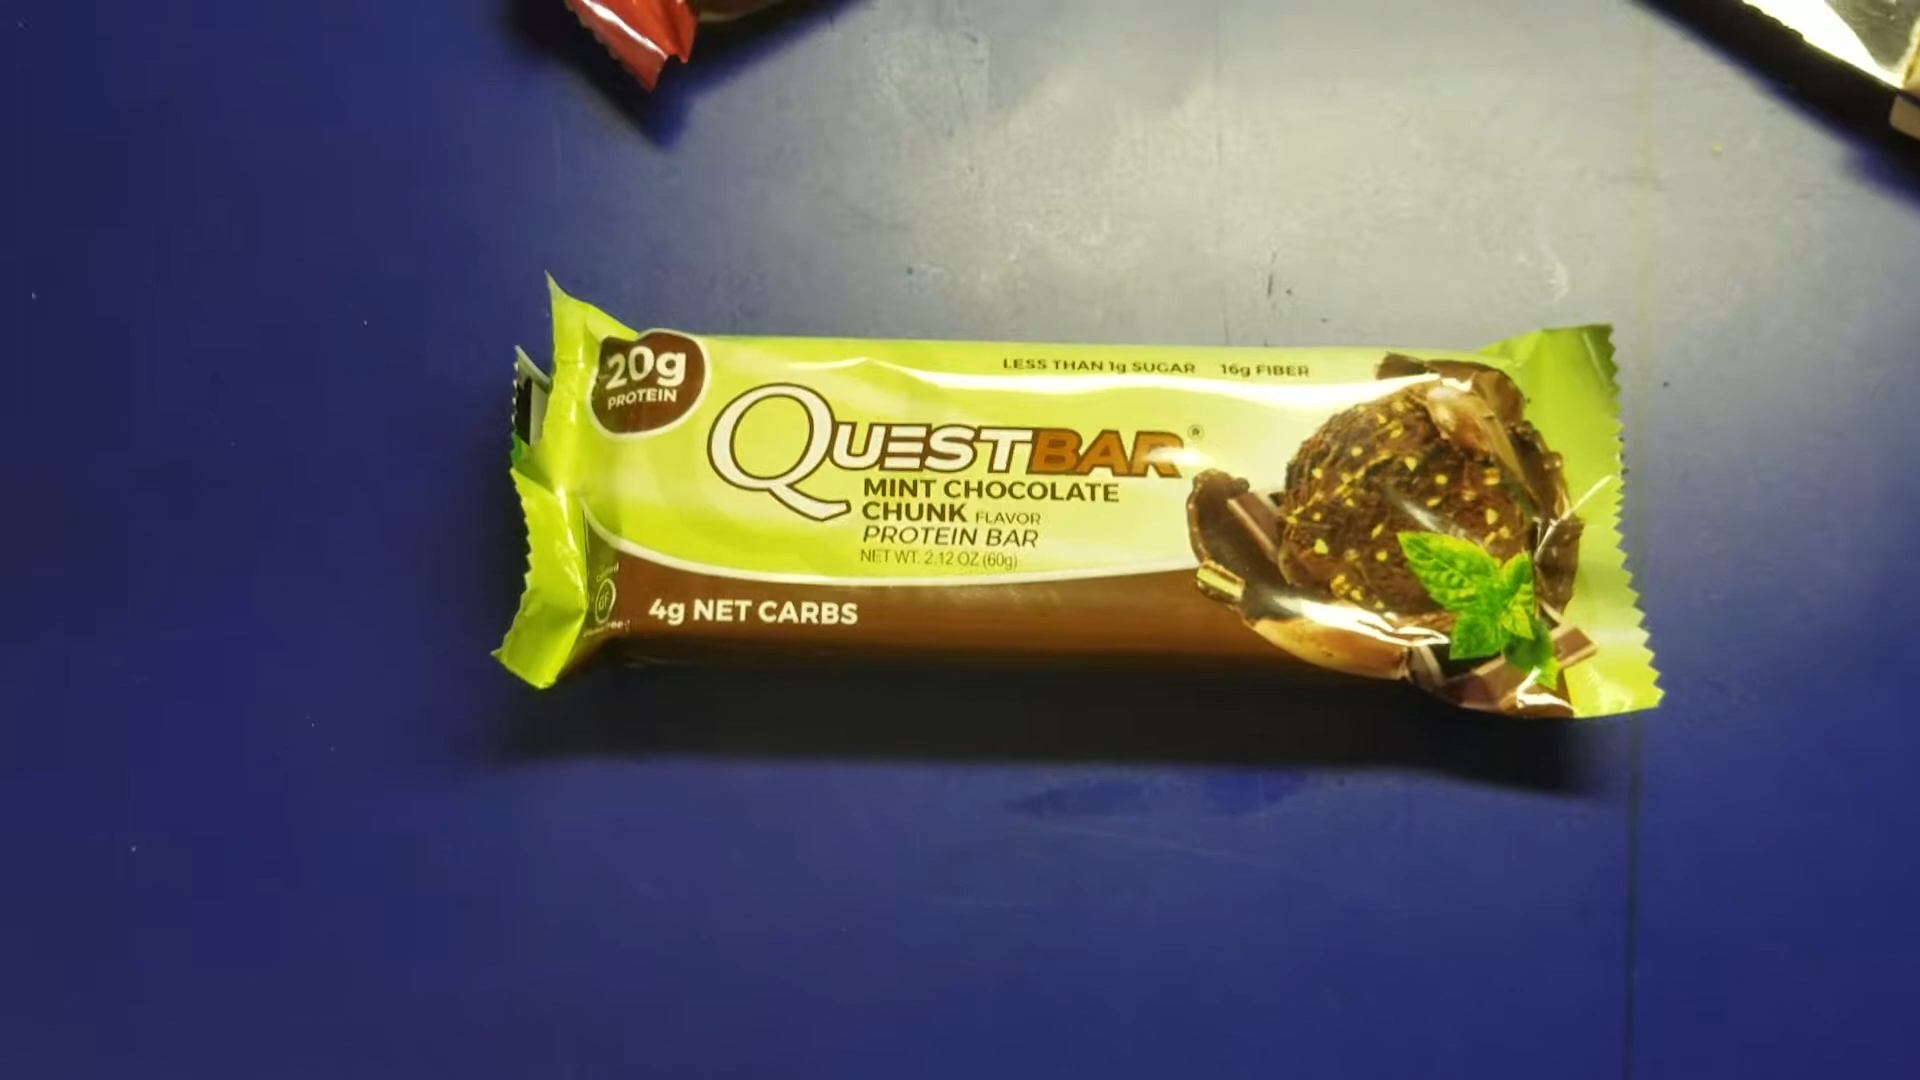 20g
PROTEIN
LESS THAN 1g SUGAR 16g FIBER
QUESTBAR®
MINT CHOCOLATE
CHUNK FLAVOR
PROTEIN BAR
NET WT. 2.12 OZ (60g)
GF
4g NET CARBS